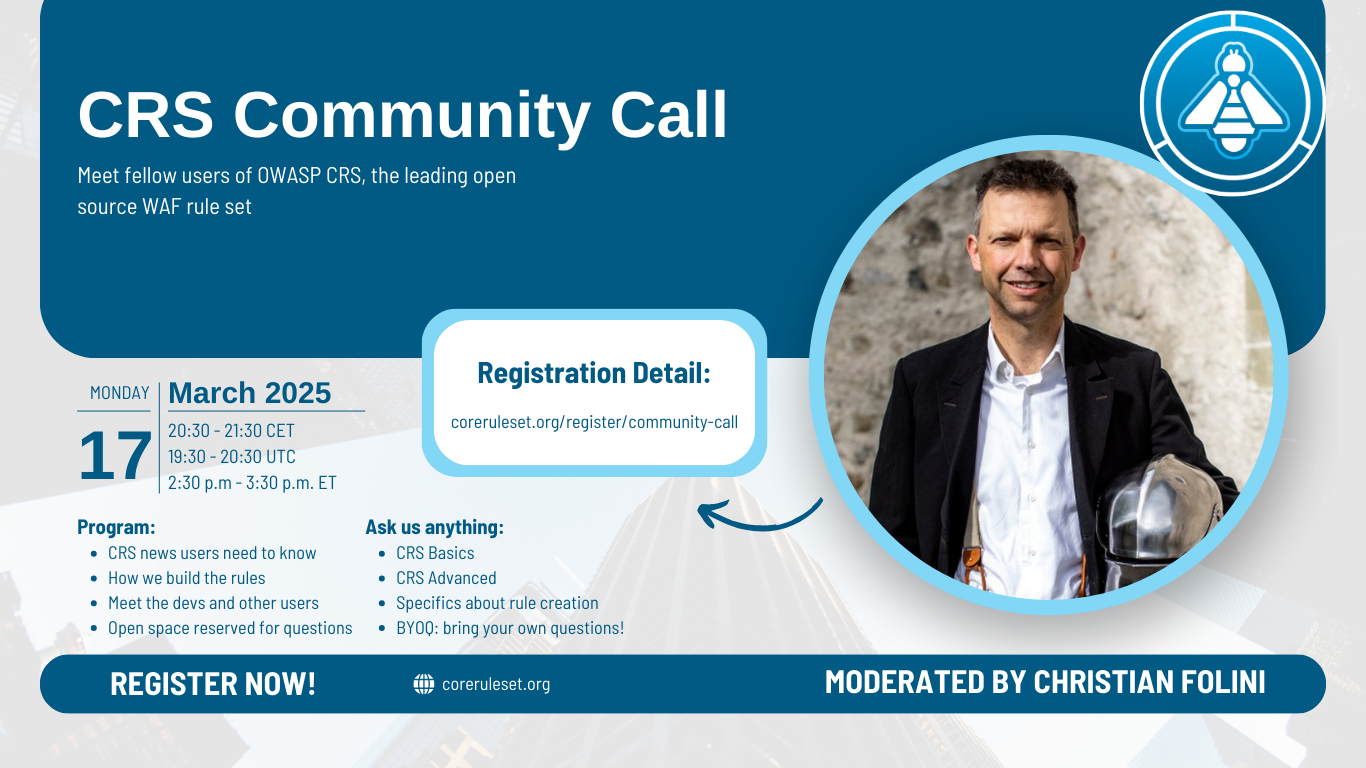 CRS Community Call
Meet fellow users of OWASP CRS, the leading open
source WAF rule set
Registration Detail:
coreruleset.org/register/community-call
MONDAY
17
March 2025
20:30 - 21:30 CET
19:30 - 20:30 UTC
2:30 p.m - 3:30 p.m. ET
Program:
• CRS news users need to know
• How we build the rules
• Meet the devs and other users
• Open space reserved for questions
Ask us anything:
• CRS Basics
• CRS Advanced
• Specifics about rule creation
• BYOQ: bring your own questions!
REGISTER NOW!
coreruleset.org
MODERATED BY CHRISTIAN FOLINI